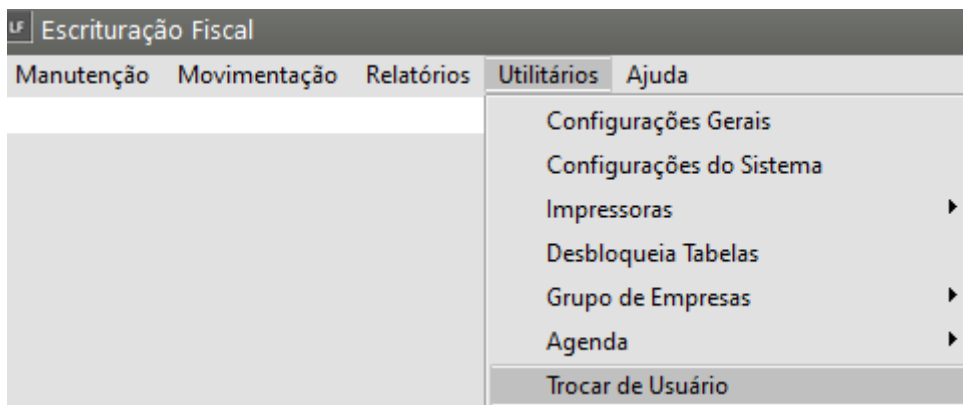 LF Escrituração Fiscal
Manutenção Movimentação Relatórios Utilitários Ajuda
Configurações Gerais
Configurações do Sistema
Impressoras
Desbloqueia Tabelas
Grupo de Empresas
Agenda
Trocar de Usuário